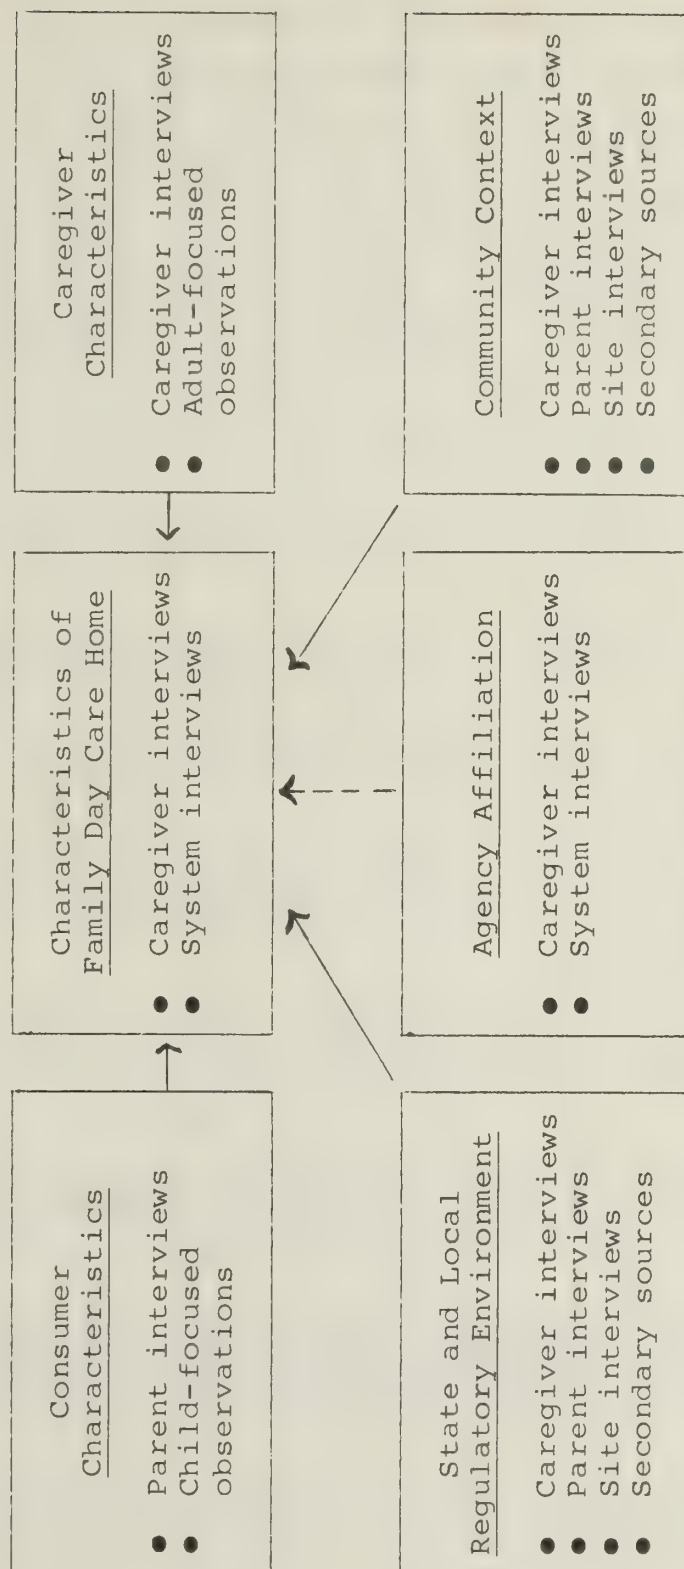 Consumer
Characteristics
● Parent interviews
● Child-focused
observations
Characteristics of
Family Day Care Home
● Caregiver interviews
● System interviews
Caregiver
Characteristics
● Caregiver interviews
● Adult-focused
observations
State and Local
Regulatory Environment
● Caregiver interviews
● Parent interviews
● Site interviews
● Secondary sources
Agency Affiliation
● Caregiver interviews
● System interviews
Community Context
● Caregiver interviews
● Parent interviews
● Site interviews
● Secondary sources